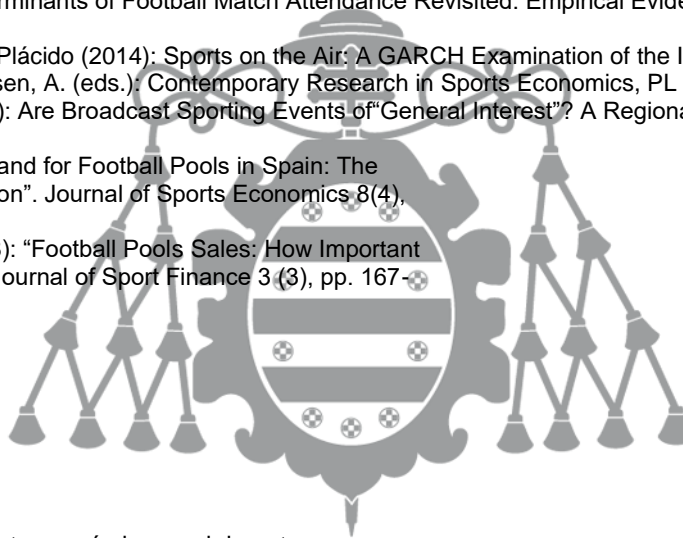 erminants of Football Match Attendance Revisited: Empirical Evide
Plácido (2014): Sports on the Air: A GARCH Examination of the I
sen, A. (eds.): Contemporary Research in Sports Economics, PL
): Are Broadcast Sporting Events of“General Interest”? A Regiona
and for Football Pools in Spain: The
on”. Journal of Sports Economics 8(4),
): “Football Pools Sales: How Important
ournal of Sport Finance 3 (3), pp. 167-